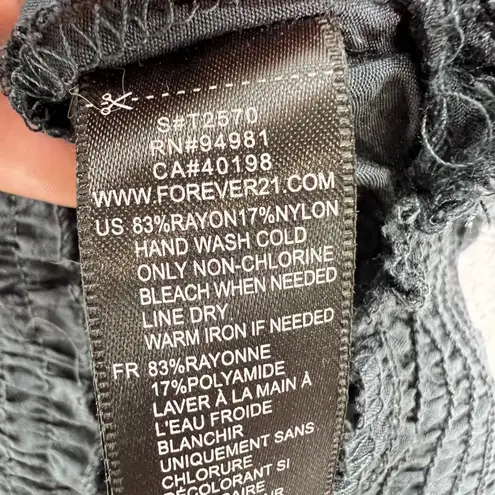 S#T2570
RN#94981
CA#40198
WWW.FOREVER21.COM
US 83%RAYON17%NYLON
HAND WASH COLD
ONLY NON-CHLORINE
BLEACH WHEN NEEDED
LINE DRY
WARM IRON IF NEEDED
FR 83%RAYONNE
17%POLYAMIDE
LAVER À LA MAIN À
L'EAU FROIDE
BLANCHIR
UNIQUEMENT SANS
CHLORURE
DÉCOLORANT SI